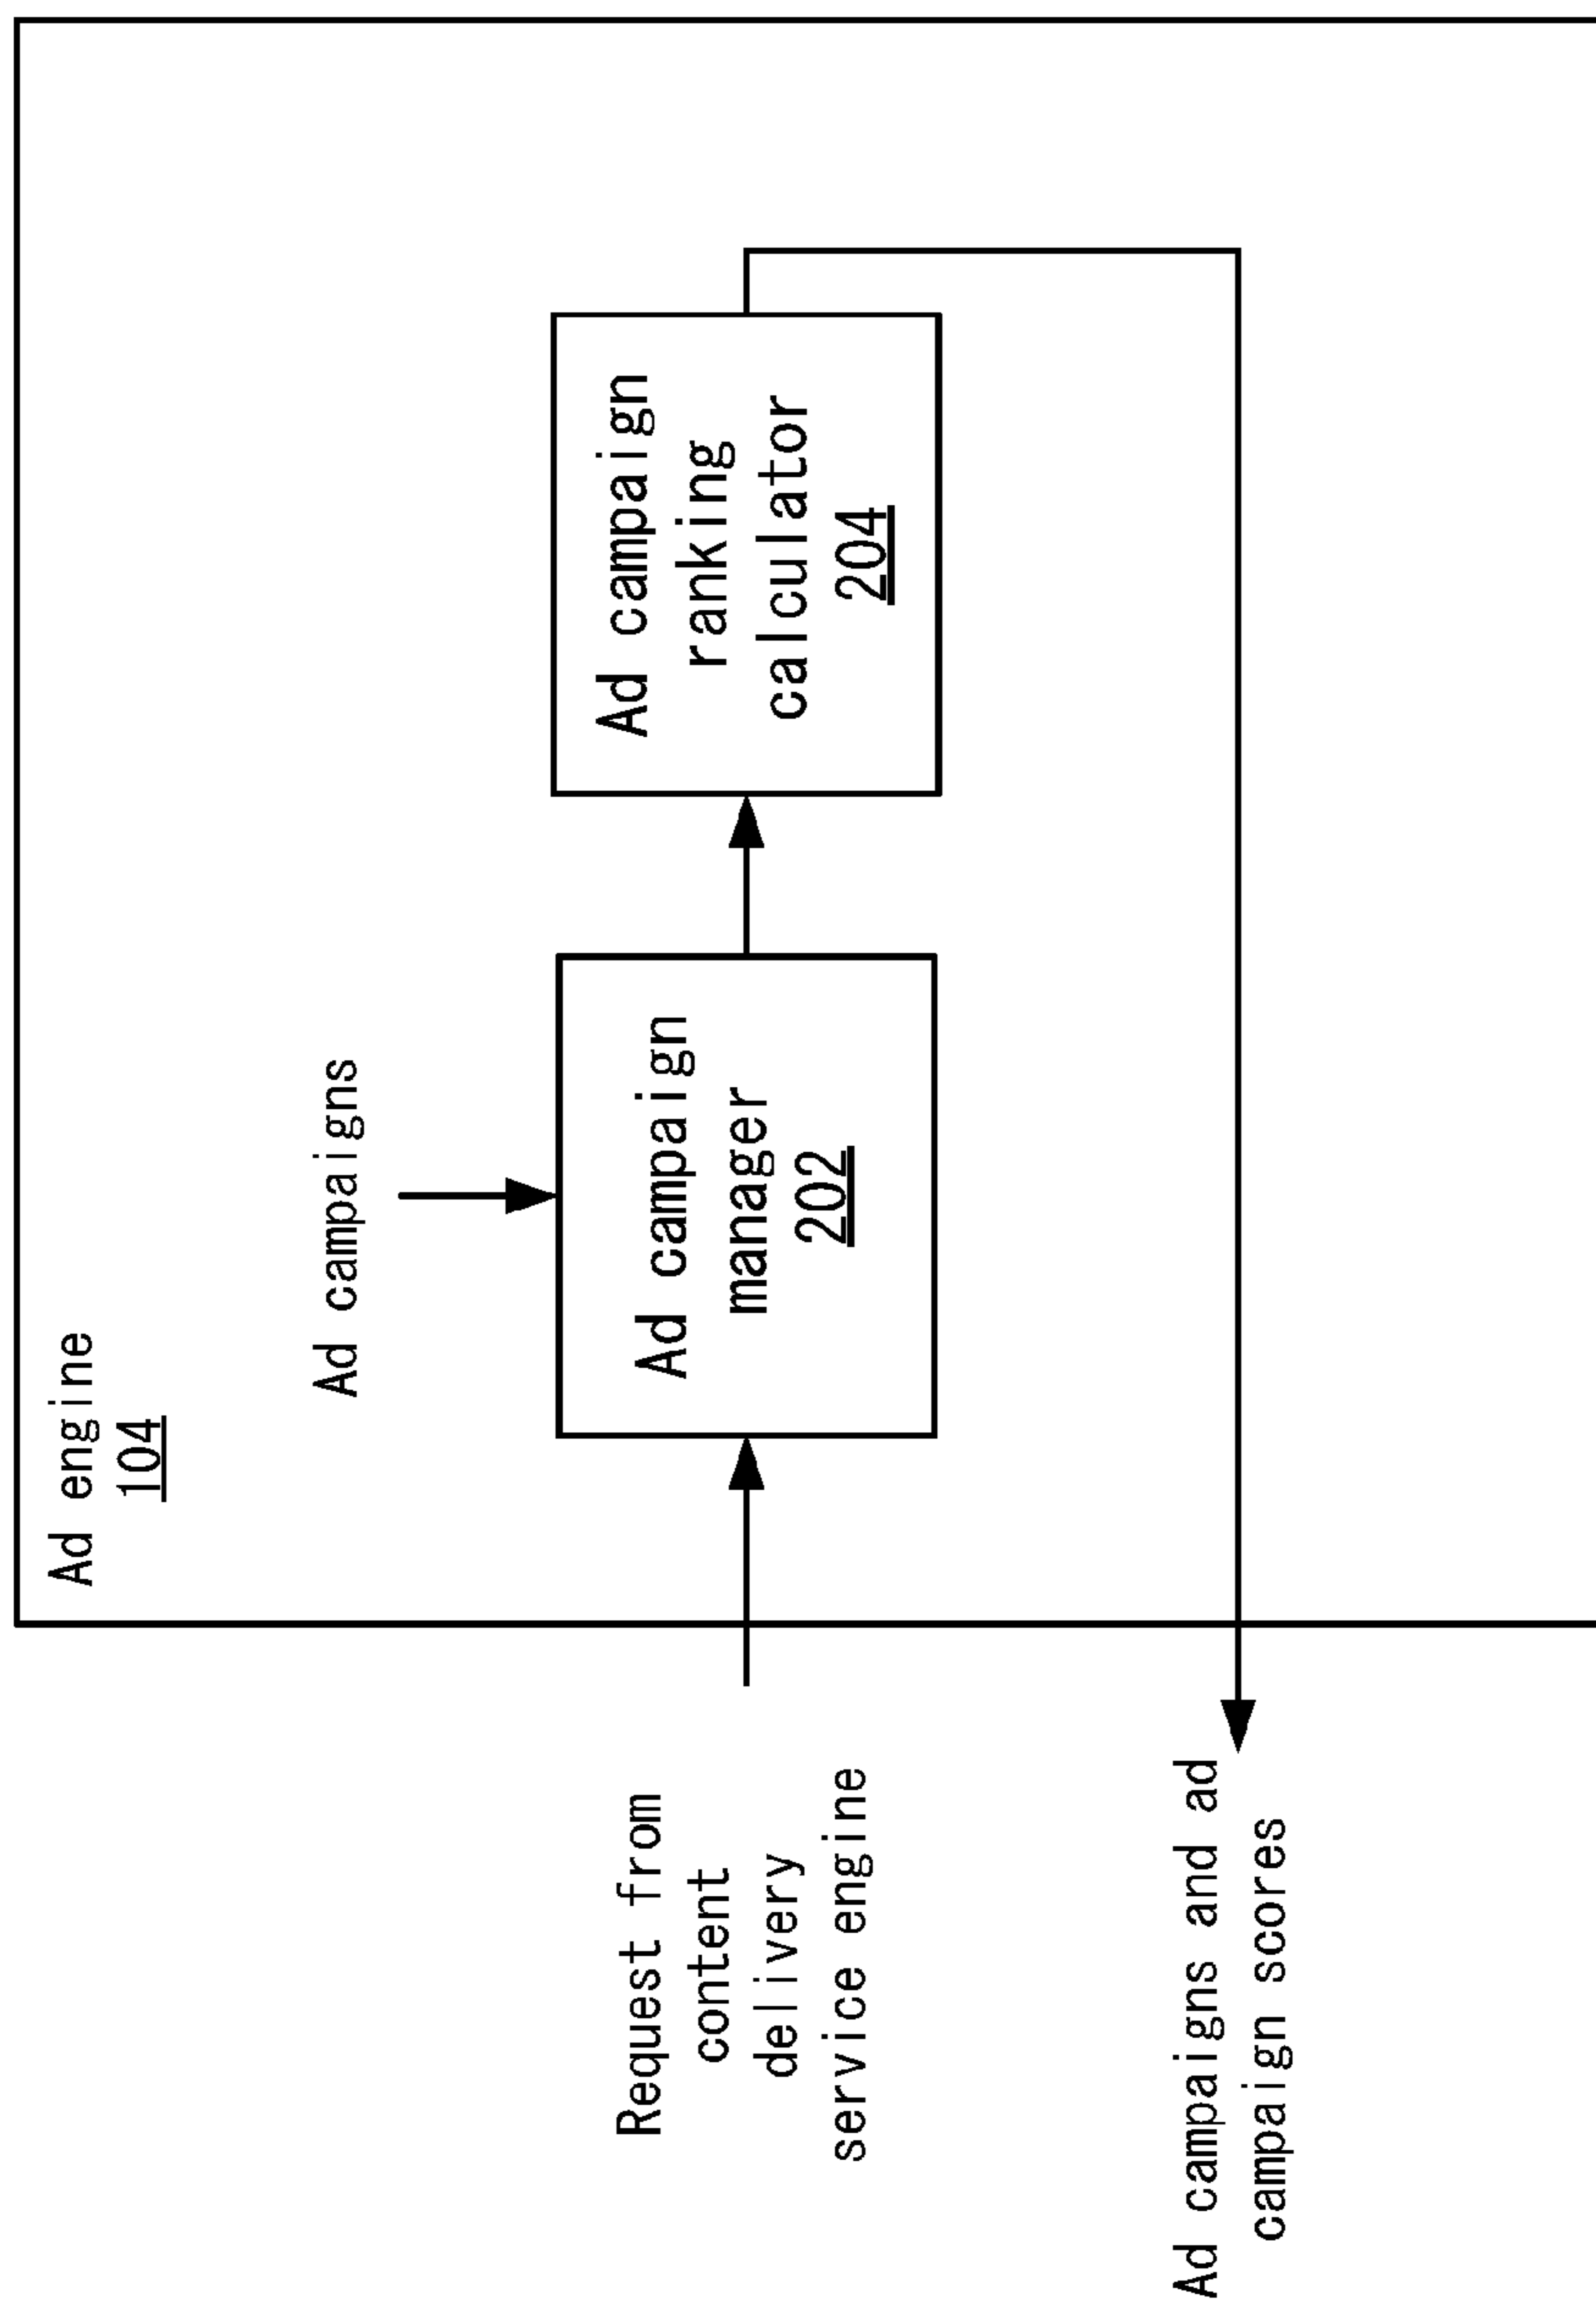 Ad engine
104
Ad campaigns
Request from
content
delivery
service engine
Ad campaign
manager
202
Ad campaign
ranking
calculator
204
Ad campaigns and ad
campaign scores